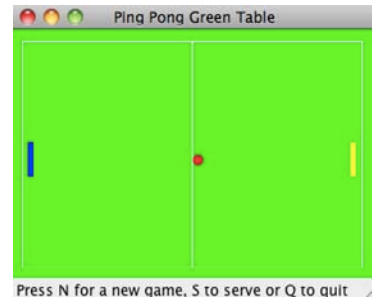 Ping Pong Green Table
Press N for a new game, S to serve or Q to quit